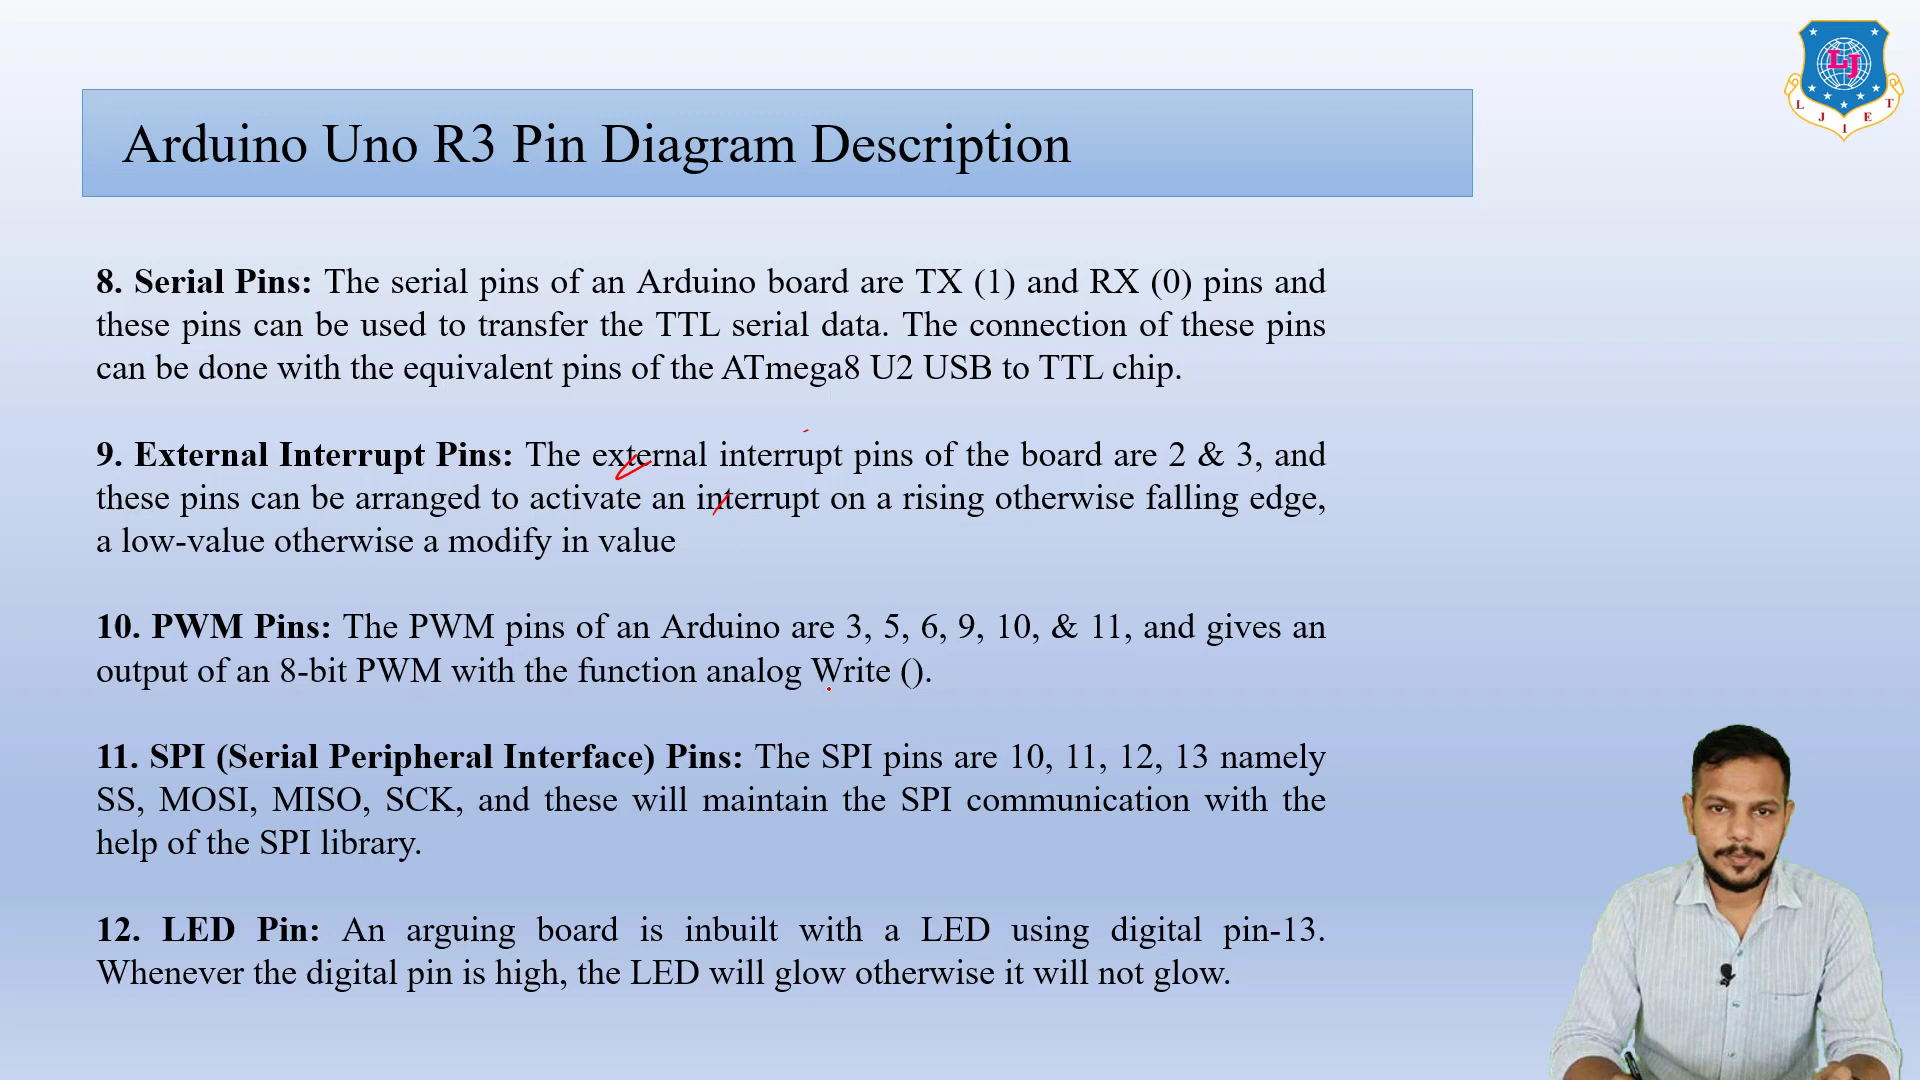 Arduino Uno R3 Pin Diagram Description
LJ
L J I E T
8. Serial Pins: The serial pins of an Arduino board are TX (1) and RX (0) pins and
these pins can be used to transfer the TTL serial data. The connection of these pins
can be done with the equivalent pins of the ATmega8 U2 USB to TTL chip.
9. External Interrupt Pins: The external interrupt pins of the board are 2 & 3, and
these pins can be arranged to activate an interrupt on a rising otherwise falling edge,
a low-value otherwise a modify in value
10. PWM Pins: The PWM pins of an Arduino are 3, 5, 6, 9, 10, & 11, and gives an
output of an 8-bit PWM with the function analog Write ().
11. SPI (Serial Peripheral Interface) Pins: The SPI pins are 10, 11, 12, 13 namely
SS, MOSI, MISO, SCK, and these will maintain the SPI communication with the
help of the SPI library.
12. LED Pin: An arguing board is inbuilt with a LED using digital pin-13.
Whenever the digital pin is high, the LED will glow otherwise it will not glow.